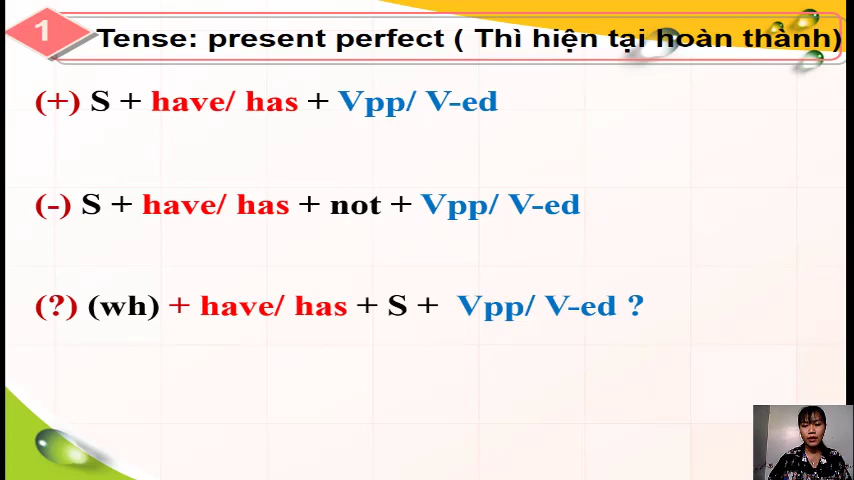 1
Tense: present perfect ( Thì hiện tại hoàn thành)
(+) S + have/ has + Vpp/ V-ed
(-) S + have/ has + not + Vpp/ V-ed
(?) (wh) + have/ has + S + Vpp/ V-ed ?